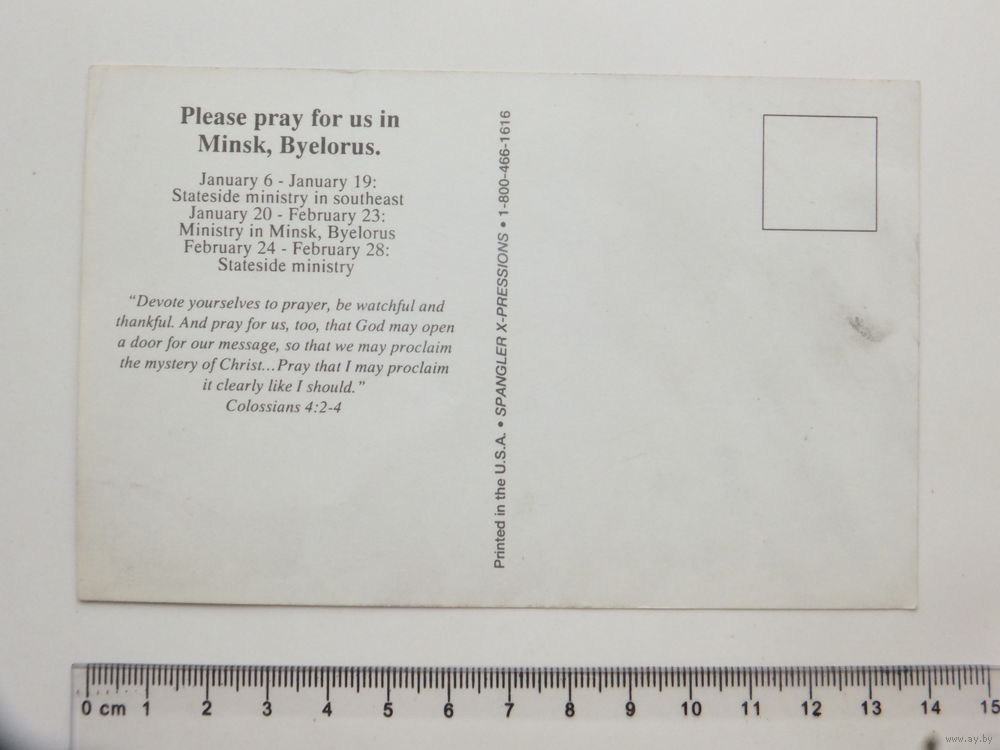 Please pray for us in
Minsk, Byelorus.
January 6 - January 19:
Stateside ministry in southeast
January 20 - February 23:
Ministry in Minsk, Byelorus
February 24 - February 28:
Stateside ministry
“Devote yourselves to prayer, be watchful and
thankful. And pray for us, too, that God may open
a door for our message, so that we may proclaim
the mystery of Christ...Pray that I may proclaim
it clearly like I should.”
Colossians 4:2-4
Printed in the U.S.A. • SPANGLER X-PRESSIONS • 1-800-466-1616
0 cm 1 2 3 4 5 6 7 8 9 10 11 12 13 14 15
www.ay.by